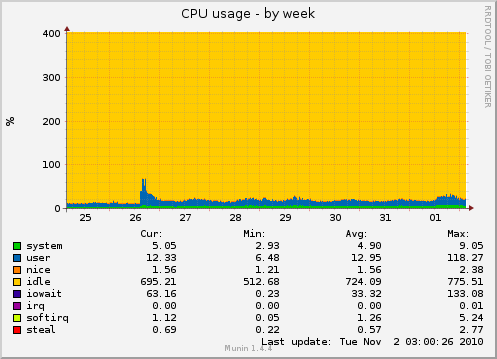 CPU usage - by week
RRDTOOL / TOBI OETIKER
%
400
300
200
100
0
25 26 27 28 29 30 31 01
Cur: Min: Avg: Max:
system 5.05 2.93 4.90 9.05
user 12.33 6.48 12.95 118.27
nice 1.56 1.21 1.56 2.38
idle 695.21 512.68 724.09 775.51
iowait 63.16 0.23 33.32 133.08
irq 0.00 0.00 0.00 0.01
softirq 1.12 0.05 1.26 5.24
steal 0.69 0.22 0.57 2.77
Last update: Tue Nov 2 03:00:26 2010
Munin 1.4.4